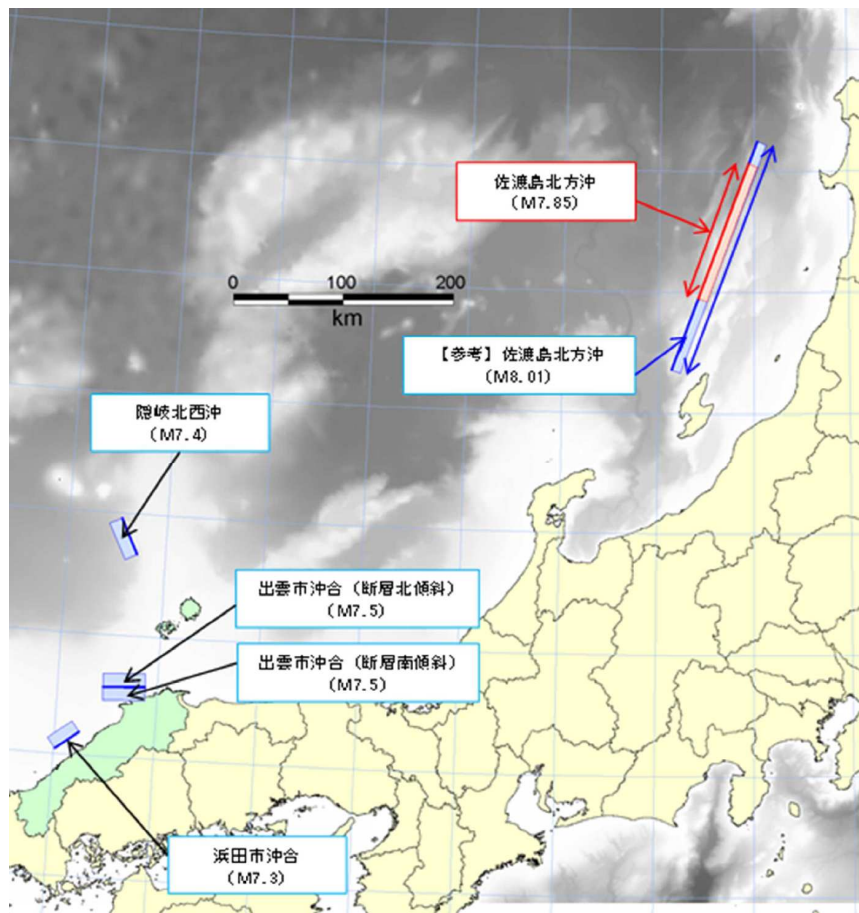 佐渡島北方沖
(M7.85)
0 100 200
km
【参考】佐渡島北方沖
(M8.01)
隠岐北西沖
(M7.4)
出雲市沖合（断層北傾斜）
(M7.5)
出雲市沖合（断層南傾斜）
(M7.5)
浜田市沖合
(M7.3)